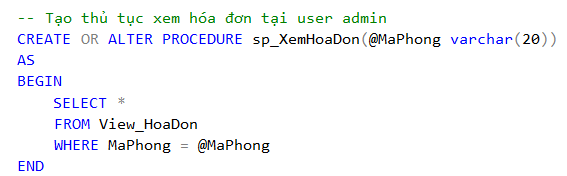 -- Tạo thủ tục xem hóa đơn tại user admin
CREATE OR ALTER PROCEDURE sp_XemHoaDon(@MaPhong varchar(20))
AS
BEGIN
    SELECT *
    FROM View_HoaDon
    WHERE MaPhong = @MaPhong
END